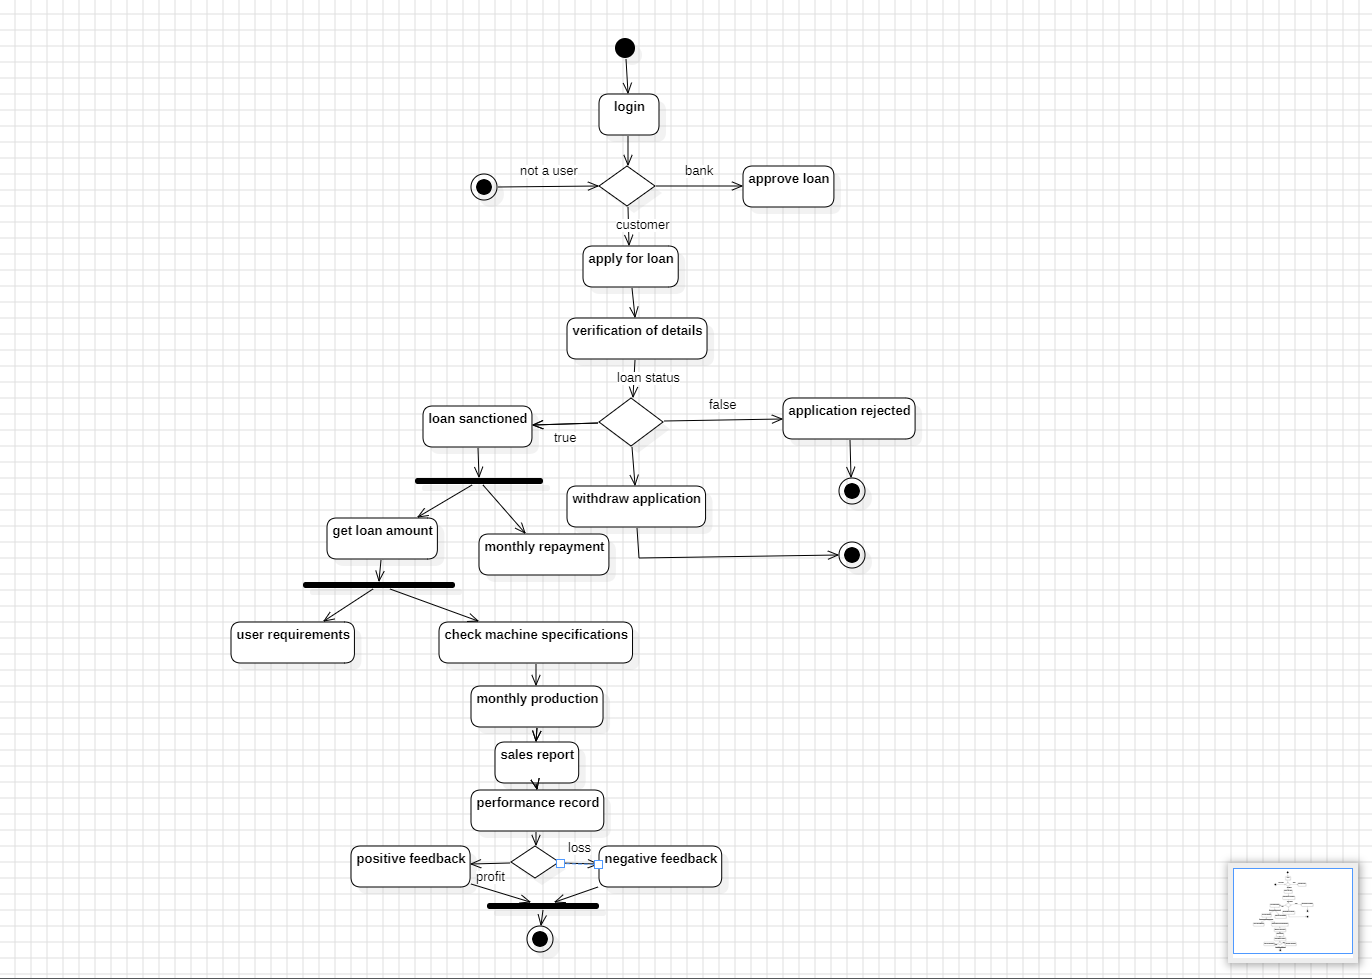 login
not a user
bank
approve loan
customer
apply for loan
verification of details
loan status
false
application rejected
loan sanctioned
true
withdraw application
get loan amount
monthly repayment
user requirements
check machine specifications
monthly production
sales report
performance record
loss
positive feedback
negative feedback
profit